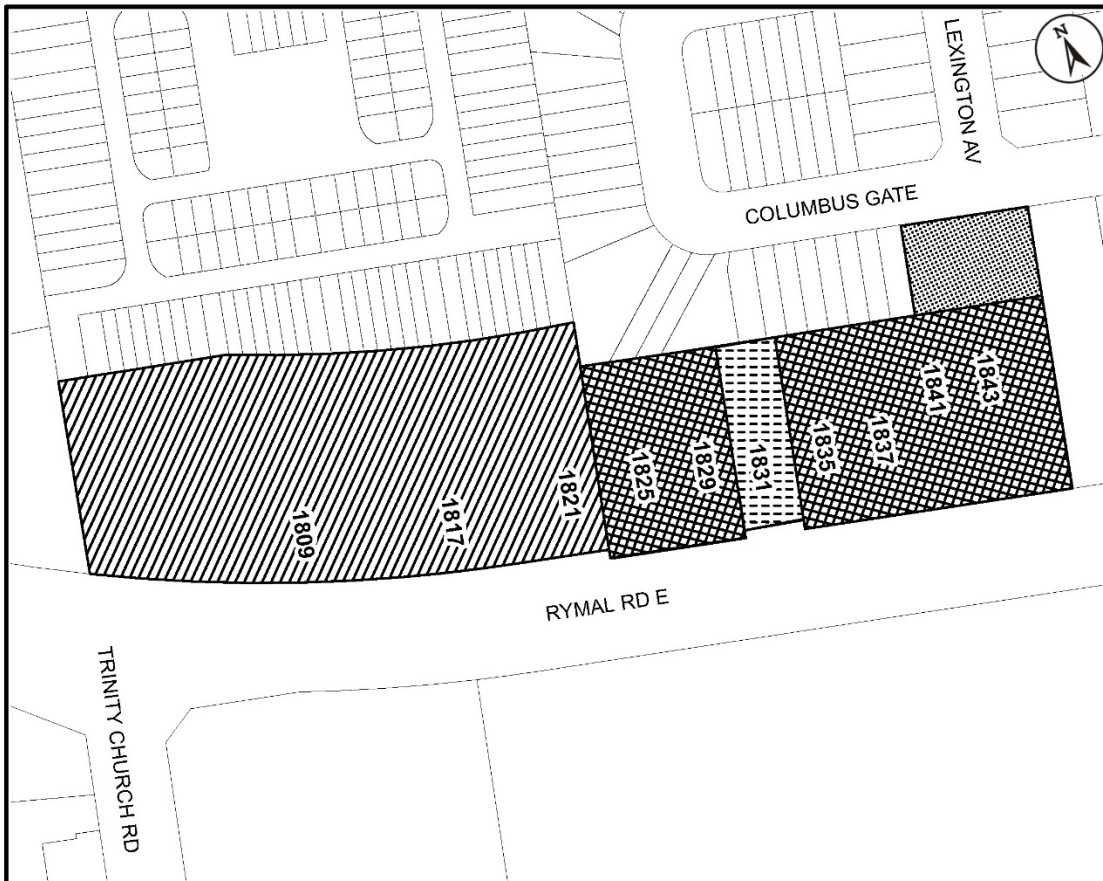 N
LEXINGTON AV
COLUMBUS GATE
1843
1841
1837
1835
1831
1829
1825
1821
1817
1809
RYMAL RD E
TRINITY CHURCH RD